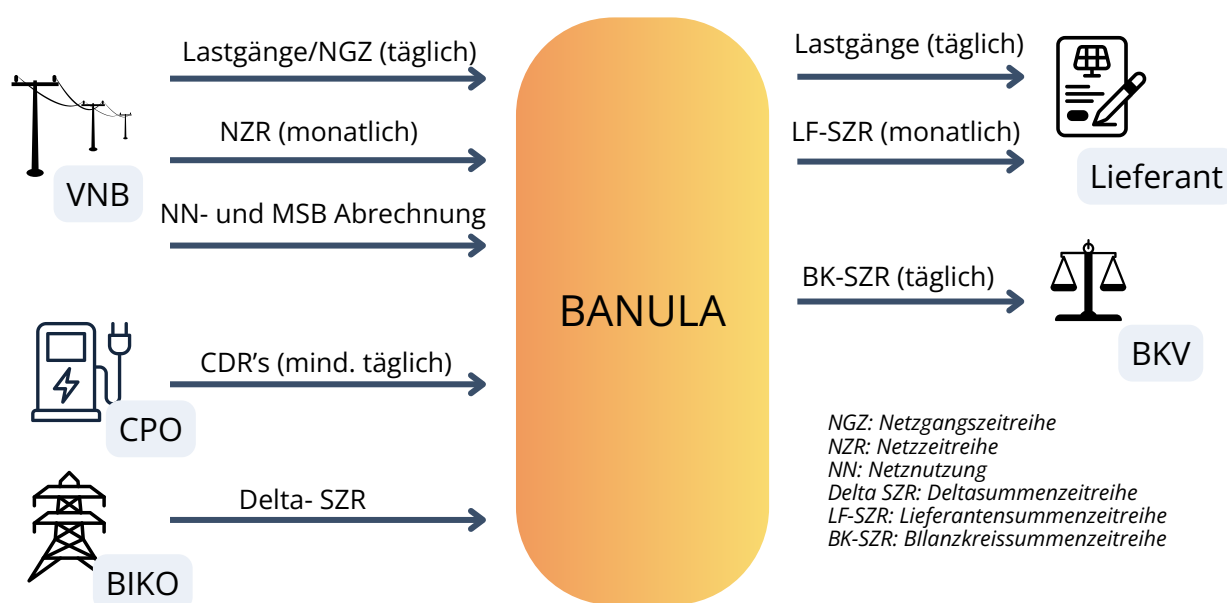 Lastgänge/NGZ (täglich)
NZR (monatlich)
VNB
NN- und MSB Abrechnung
CDR's (mind. täglich)
CPO
Delta- SZR
BIKO
BANULA
Lastgänge (täglich)
LF-SZR (monatlich)
Lieferant
BK-SZR (täglich)
BKV
NGZ: Netzgangszeitreihe
NZR: Netzzeitreihe
NN: Netznutzung
Delta SZR: Deltasummenzeitreihe
LF-SZR: Lieferantensummenzeitreihe
BK-SZR: BIlanzkreissummenzeitreihe